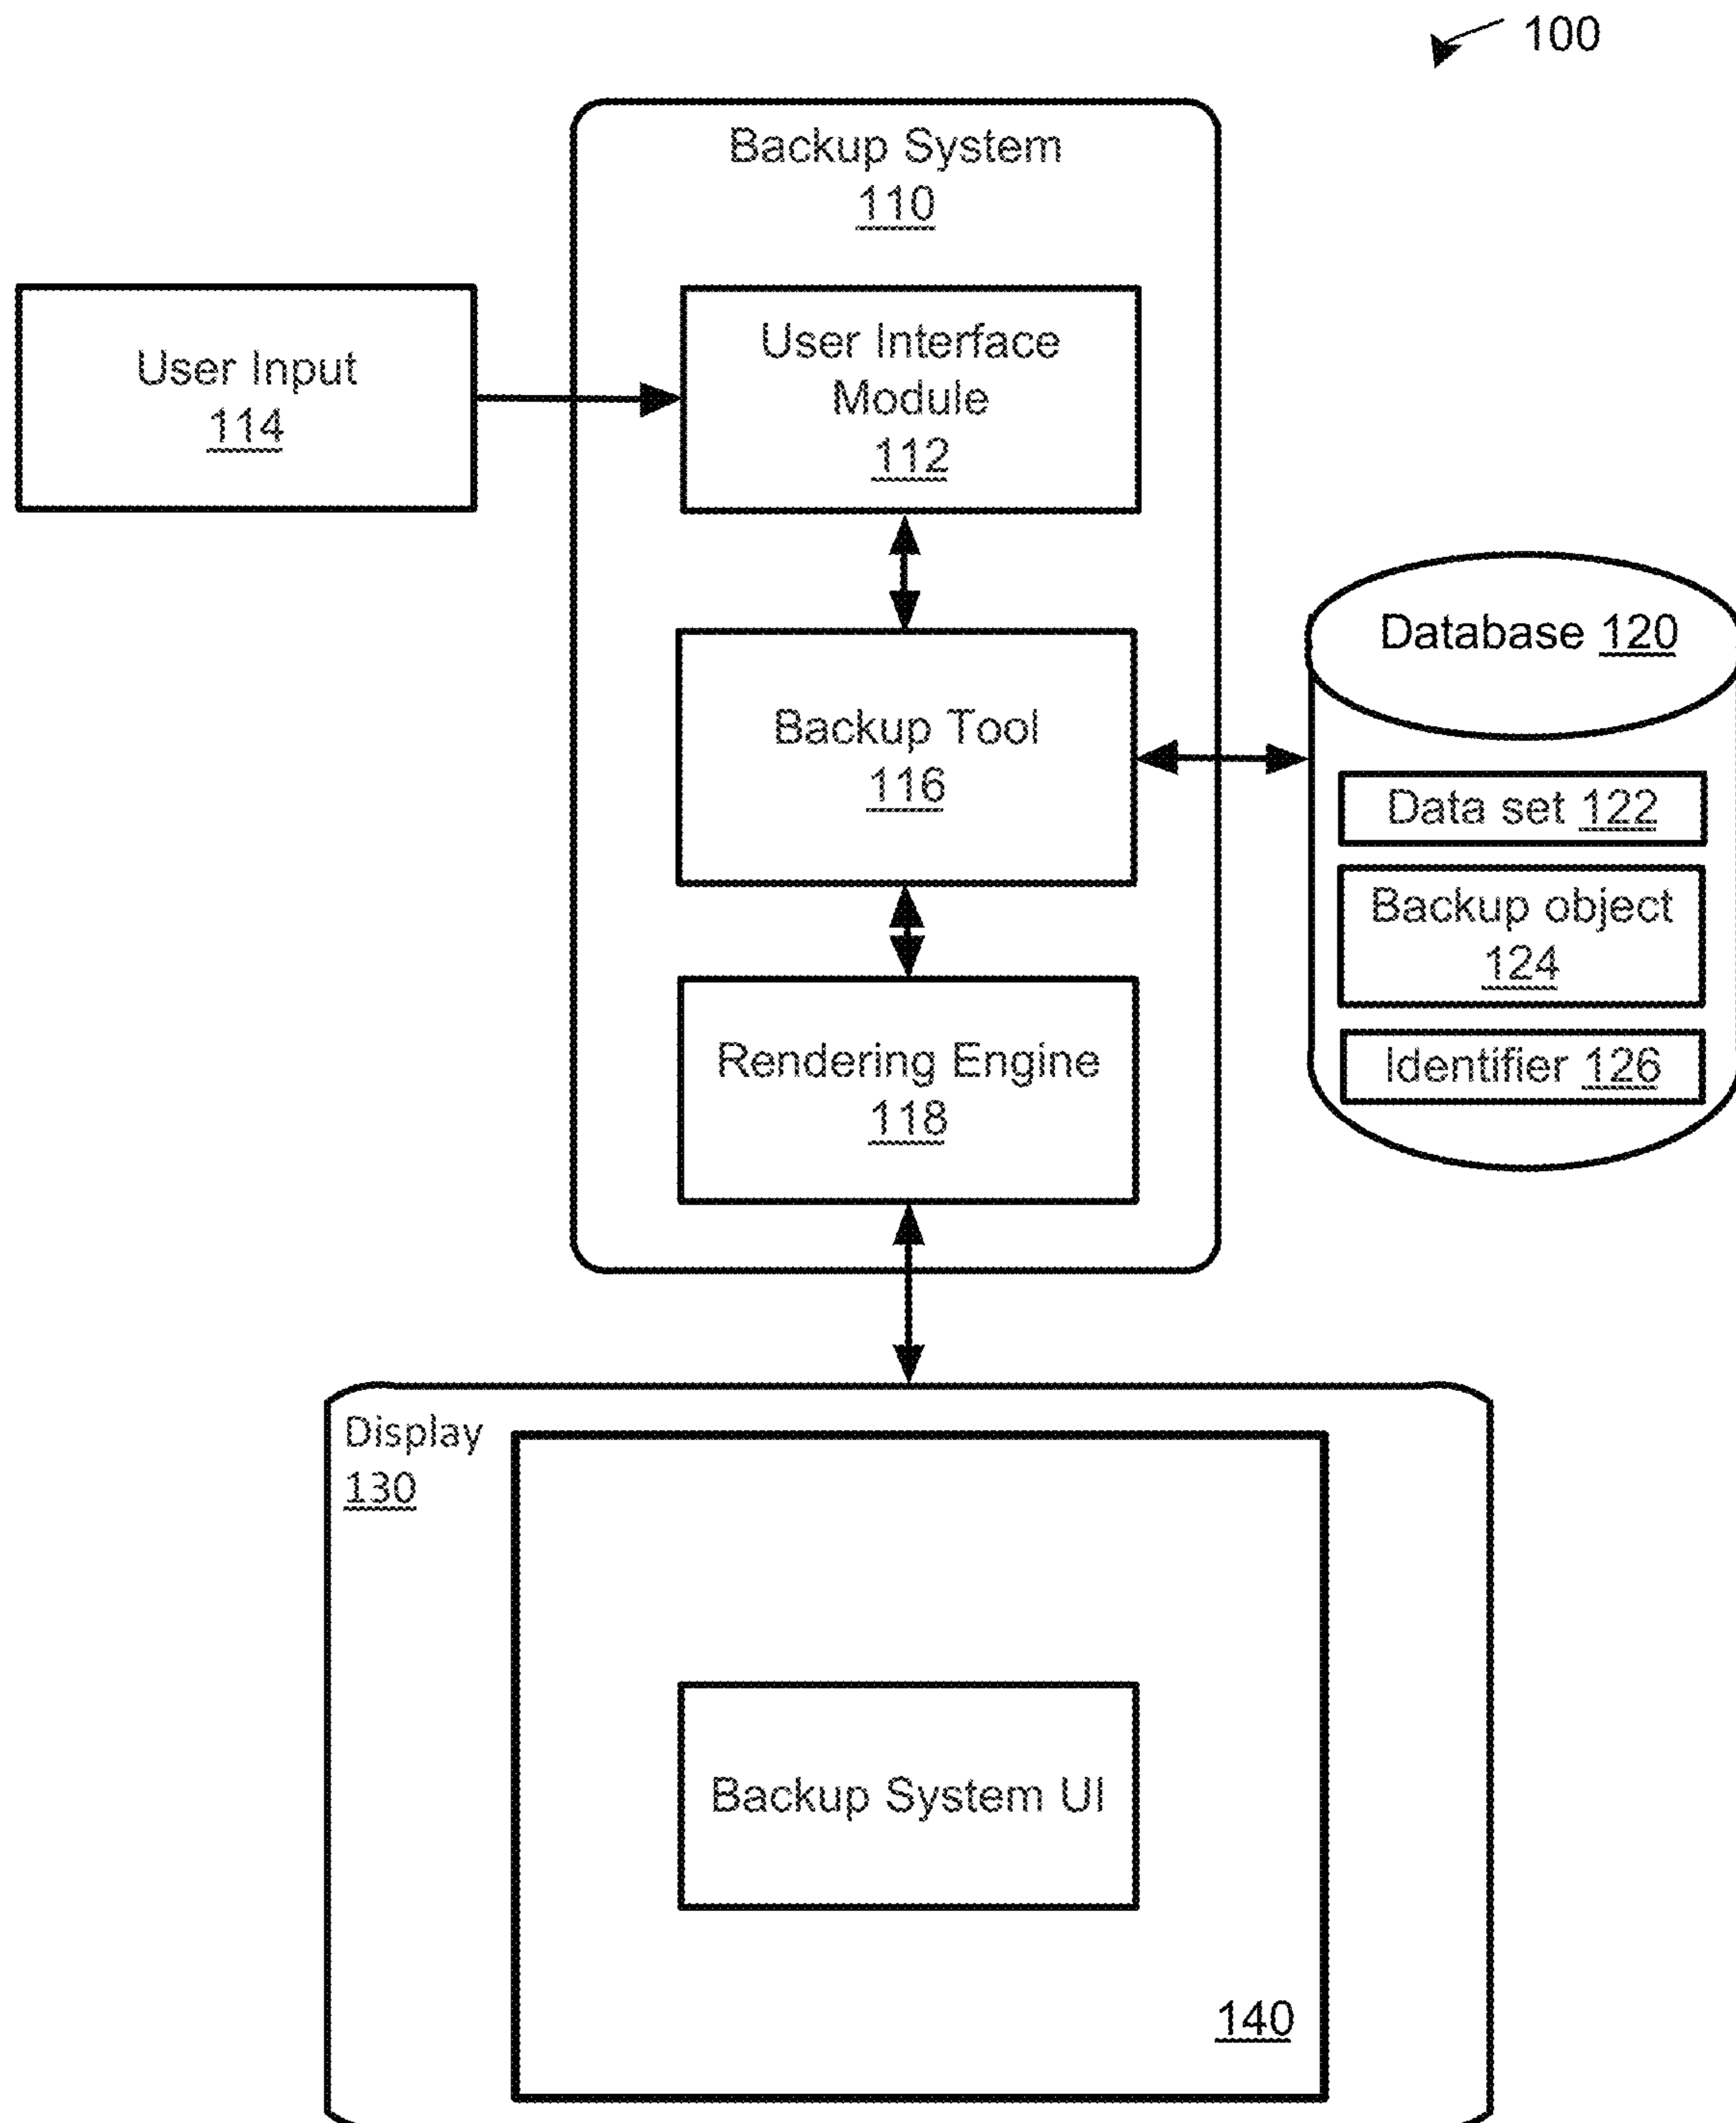 100
Backup System
110
User Input
114
User Interface
Module
112
Database 120
Backup Tool
116
Data set 122
Backup object
124
Identifier 126
Rendering Engine
118
Display
130
Backup System UI
140